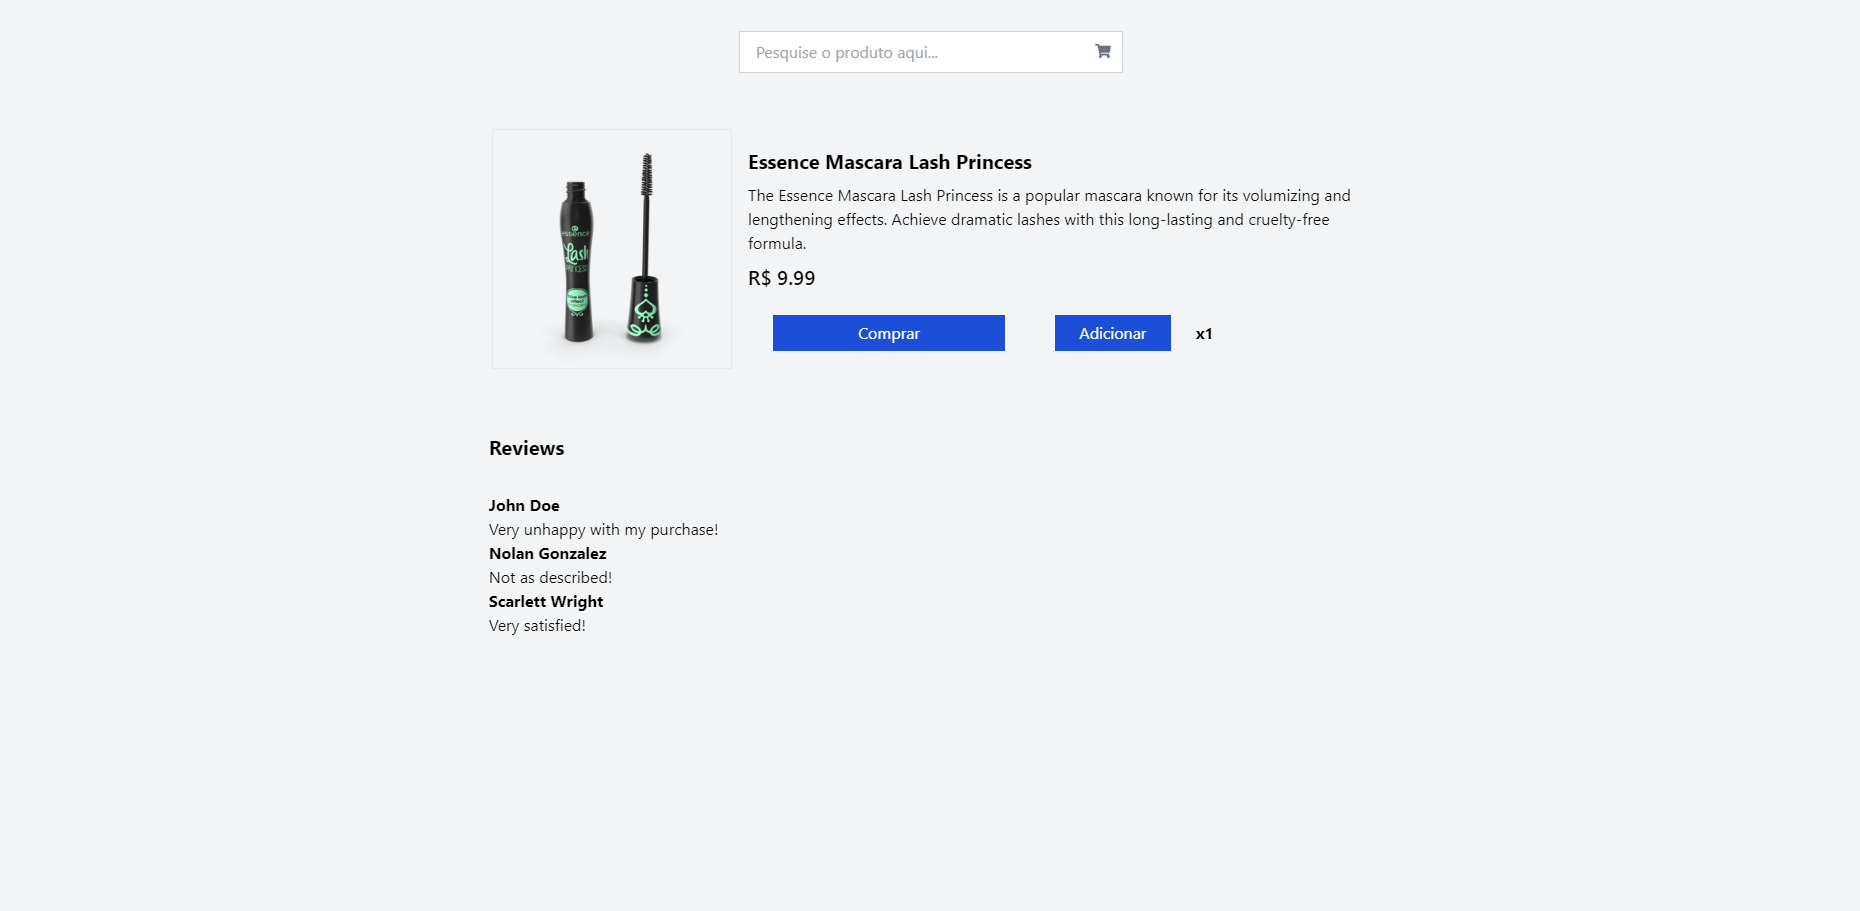 Pesquise o produto aqui...
essence
Lash
PRINCESS
false lash
effect
Essence Mascara Lash Princess
The Essence Mascara Lash Princess is a popular mascara known for its volumizing and
lengthening effects. Achieve dramatic lashes with this long-lasting and cruelty-free
formula.
R$ 9.99
Comprar
Adicionar
x1
Reviews
John Doe
Very unhappy with my purchase!
Nolan Gonzalez
Not as described!
Scarlett Wright
Very satisfied!